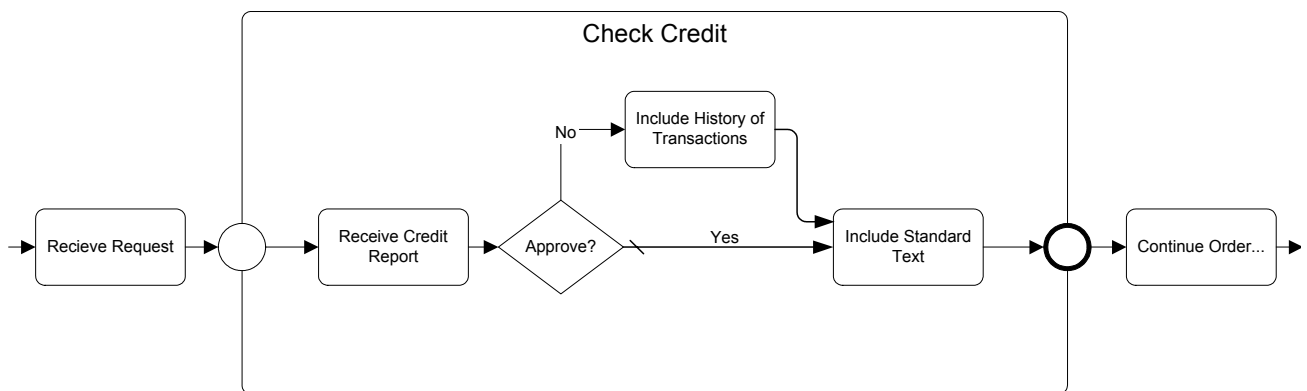 Check Credit
Include History of
Transactions
No
Recieve Request
Receive Credit
Report
Approve?
Yes
Include Standard
Text
Continue Order...